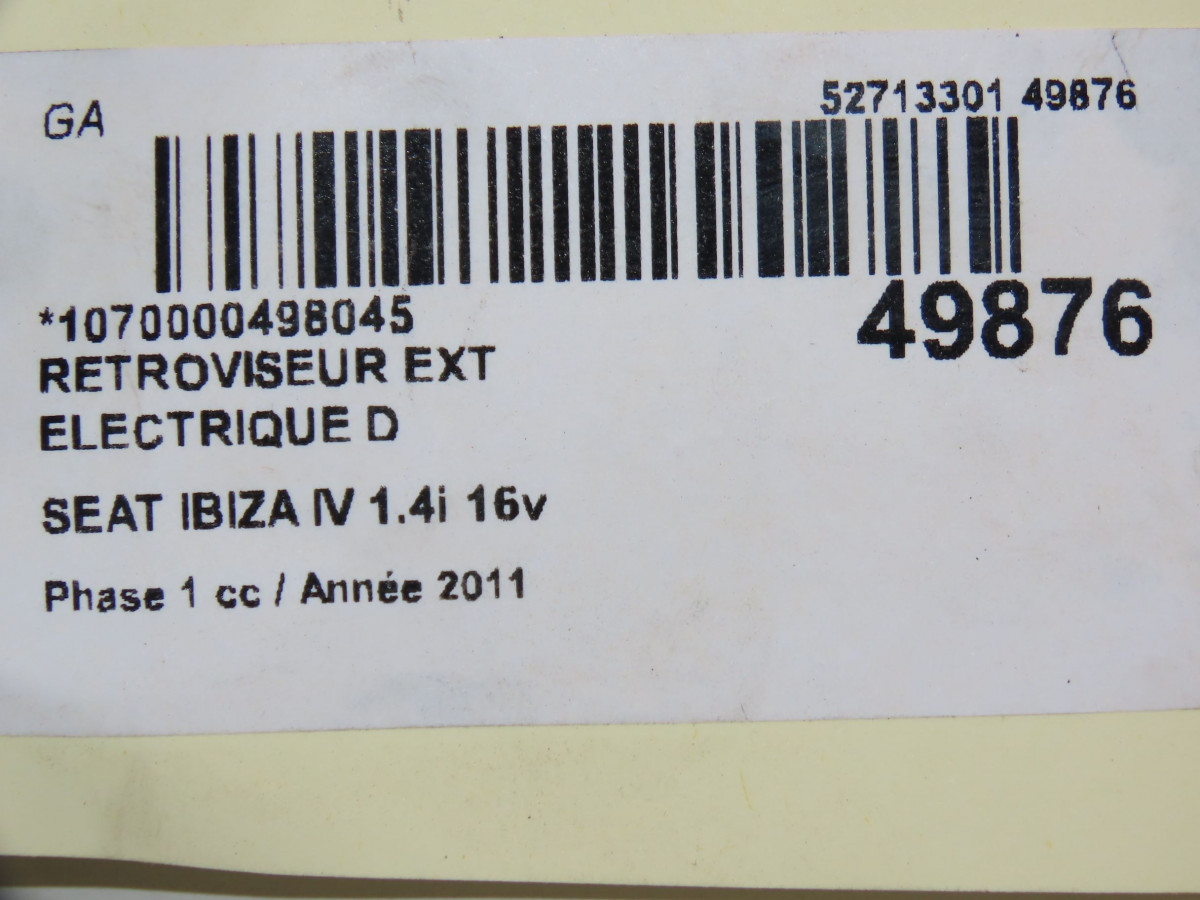 GA
52713301 49876
*1070000498045
49876
RETROVISEUR EXT
ELECTRIQUE D
SEAT IBIZA IV 1.4i 16v
Phase 1 cc / Année 2011